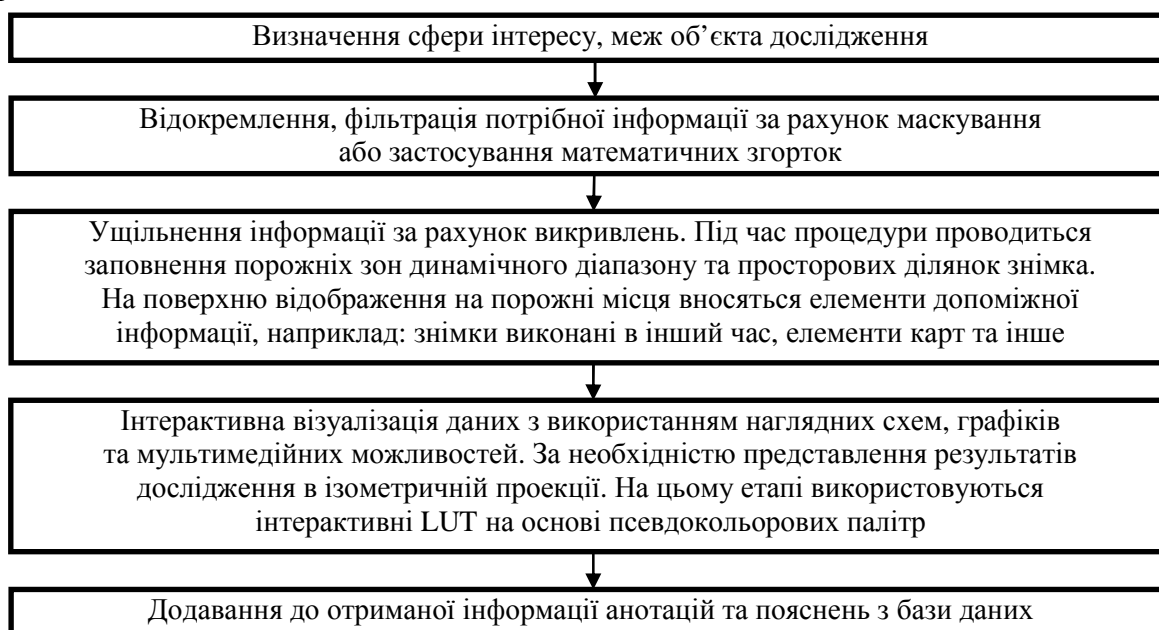 Визначення сфери інтересу, меж об’єкта дослідження
Відокремлення, фільтрація потрібної інформації за рахунок маскування
або застосування математичних згорток
Ущільнення інформації за рахунок викривлень. Під час процедури проводиться
заповнення порожніх зон динамічного діапазону та просторових ділянок знімка.
На поверхню відображення на порожні місця вносяться елементи допоміжної
інформації, наприклад: знімки виконані в інший час, елементи карт та інше
Інтерактивна візуалізація даних з використанням наглядних схем, графіків
та мультимедійних можливостей. За необхідністю представлення результатів
дослідження в ізометричній проекції. На цьому етапі використовуються
інтерактивні LUT на основі псевдокольорових палітр
Додавання до отриманої інформації анотацій та пояснень з бази даних